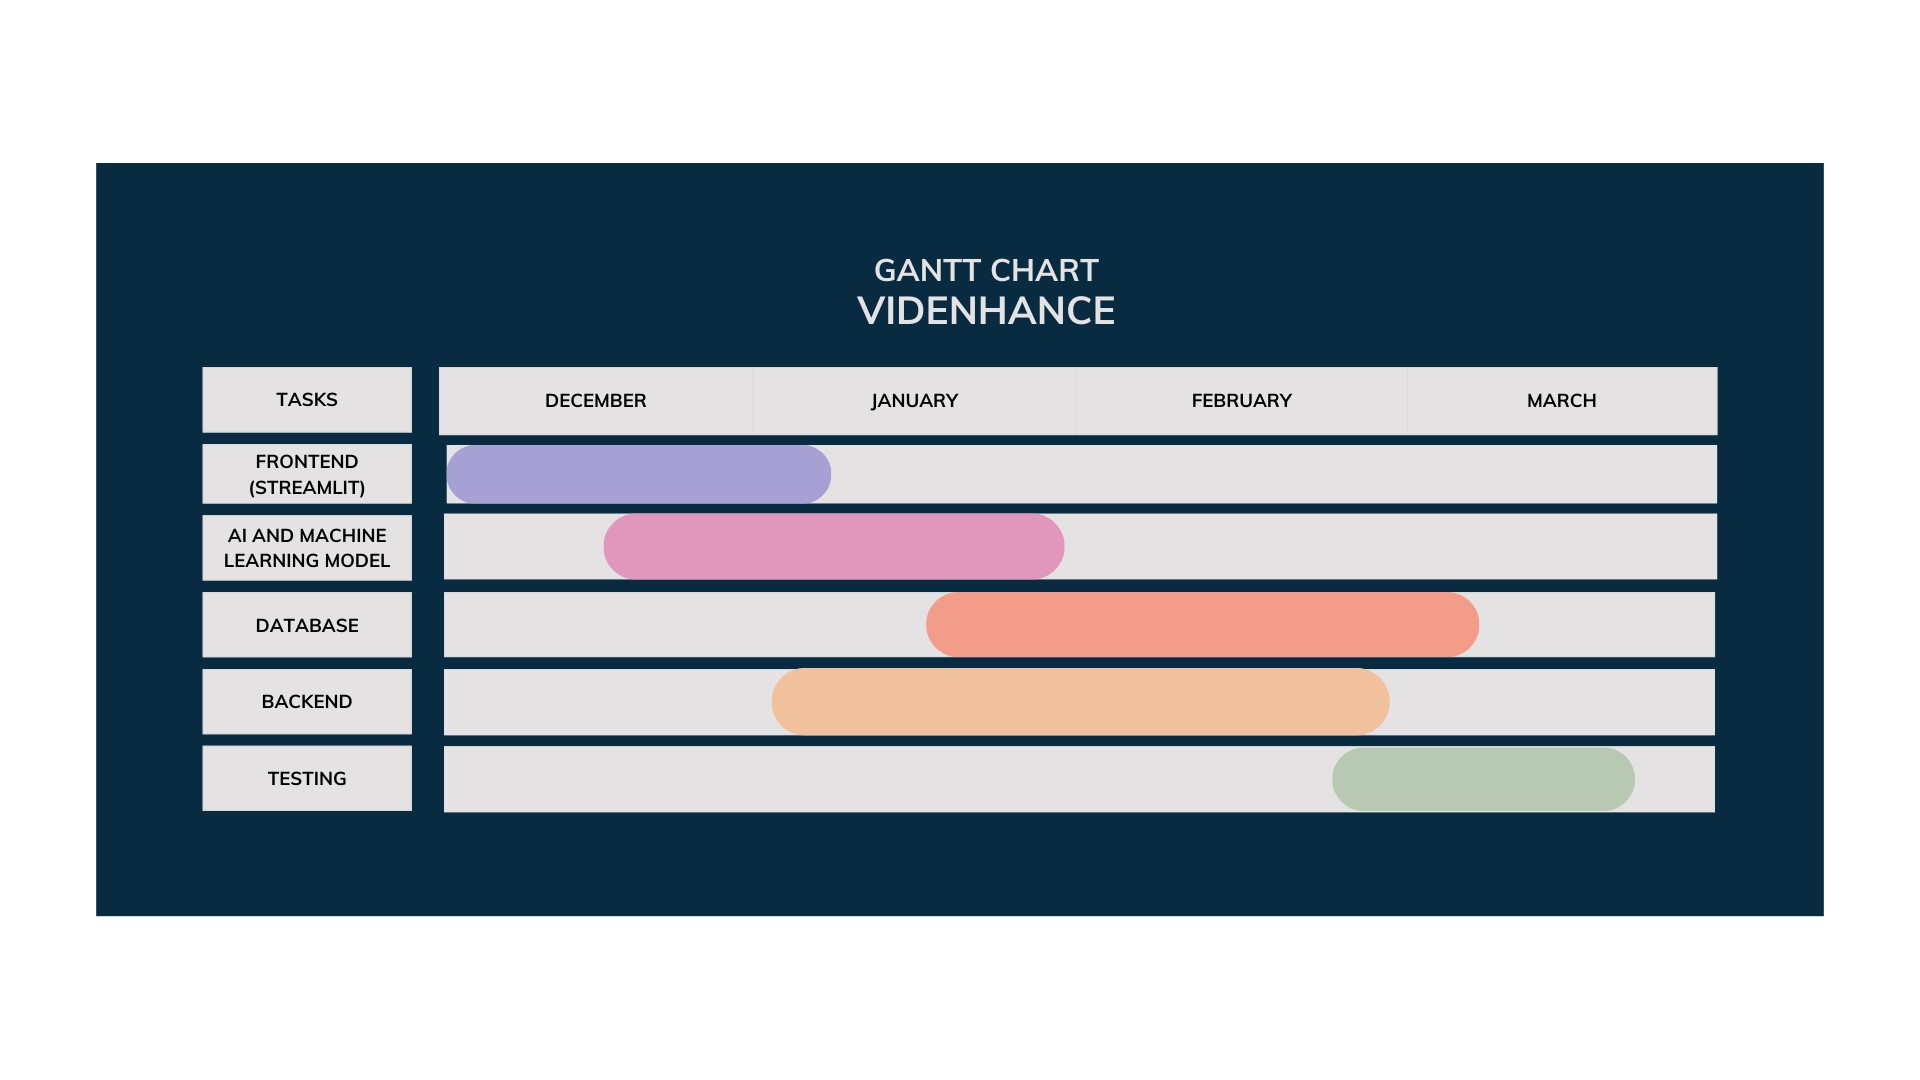 GANTT CHART
VIDENHANCE
TASKS
DECEMBER
JANUARY
FEBRUARY
MARCH
FRONTEND
(STREAMLIT)
AI AND MACHINE
LEARNING MODEL
DATABASE
BACKEND
TESTING